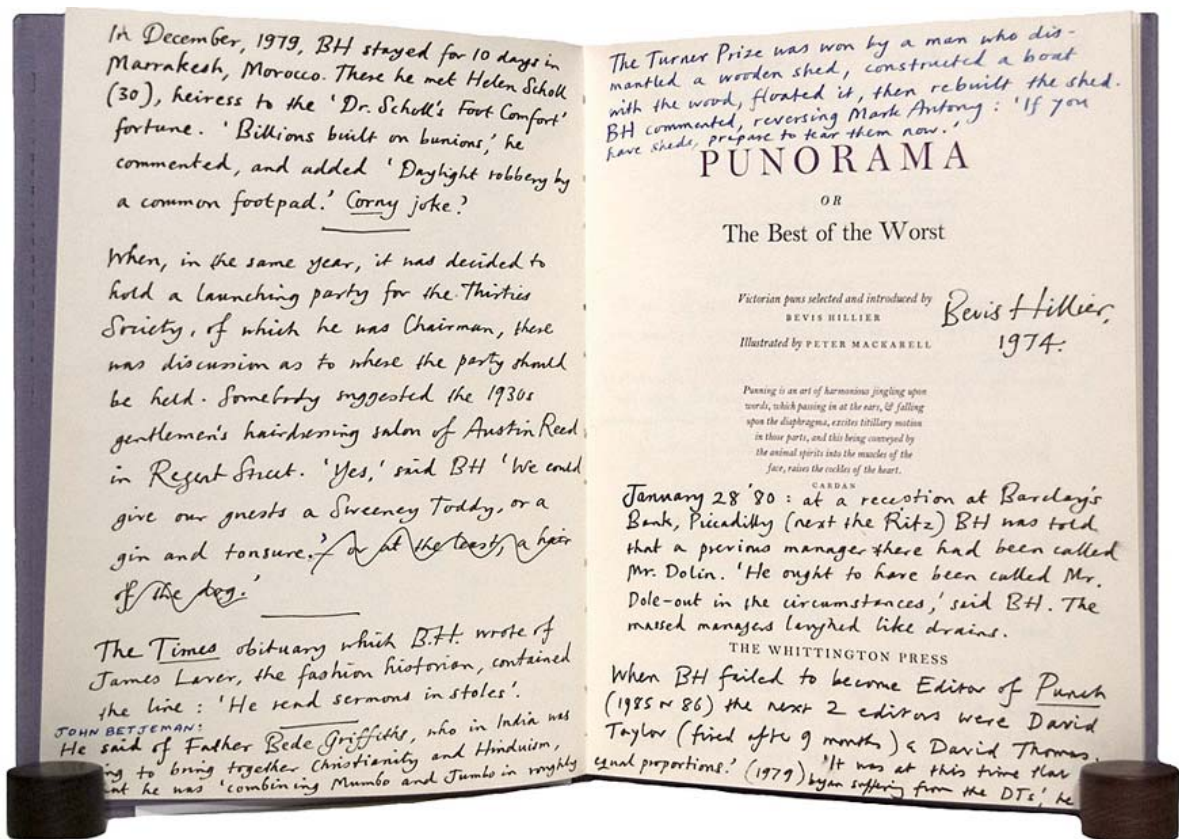 In December, 1979, BH stayed for 10 days in
Marrakesh, Morocco. There he met Helen Scholl
(30), heiress to the 'Dr. Scholl's Foot Comfort'
fortune. 'Billions built on bunions,' he
commented, and added 'Daylight robbery by
a common footpad.' Corny joke?
When, in the same year, it was decided to
hold a launching party for the Thirties
Society, of which he was Chairman, there
was discussion as to where the party should
be held. Somebody suggested the 1930s
gentlemen's hairdressing salon of Austin Reed
in Regent Street. 'Yes,' said BH 'We could
give our guests a Sweeney Toddy, or a
gin and tonsure.' or at the least, a hair
of the dog.'
The Times obituary which B.H. wrote of
James Laver, the fashion historian, contained
the line: 'He read sermons in stoles'.
JOHN BETJEMAN:
He said of Father Bede Griffiths, who in India was
to bring together Christianity and Hinduism,
he was 'combining Mumbo and Jumbo in roughly
The Turner Prize was won by a man who dis-
mantled a wooden shed, constructed a boat
with the wood, floated it, then rebuilt the shed.
BH commented, reversing Mark Antony: 'If you
have sheds, prepare to tear them now.'
PUNORAMA
OR
The Best of the Worst
Victorian puns selected and introduced by
BEVIS HILLIER
Illustrated by PETER MACKARELL
Bevis Hillier,
1974.
Punning is an art of harmonious jingling upon
words, which passing in at the ears, & falling
upon the diaphragma, excites titillary motion
in those parts, and this being conveyed by
the animal spirits into the muscles of the
face, raises the cockles of the heart.
CARDAN
January 28 '80: at a reception at Barclay's
Bank, Piccadilly (next the Ritz) BH was told
that a previous manager there had been called
Mr. Dolin. 'He ought to have been called Mr.
Dole-out in the circumstances,' said BH. The
massed managers laughed like drains.
THE WHITTINGTON PRESS
When BH failed to become Editor of Punch
(1985 or 86) the next 2 editors were David
Taylor (fired after 9 months) & David Thomas.
'It was at this time that
equal proportions.' (1979)
began suffering from the DTs', he